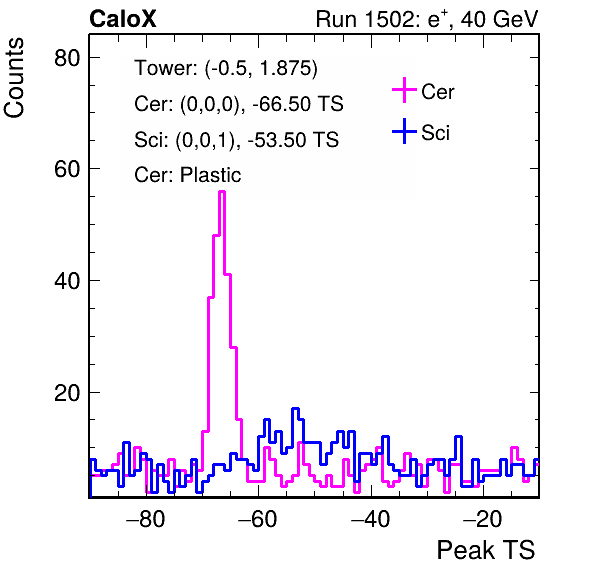 CaloX Run 1502: e⁺, 40 GeV
Counts
80
60
40
20
Tower: (-0.5, 1.875)
Cer: (0,0,0), -66.50 TS
Sci: (0,0,1), -53.50 TS
Cer: Plastic
Cer
Sci
−80 −60 −40 −20
Peak TS